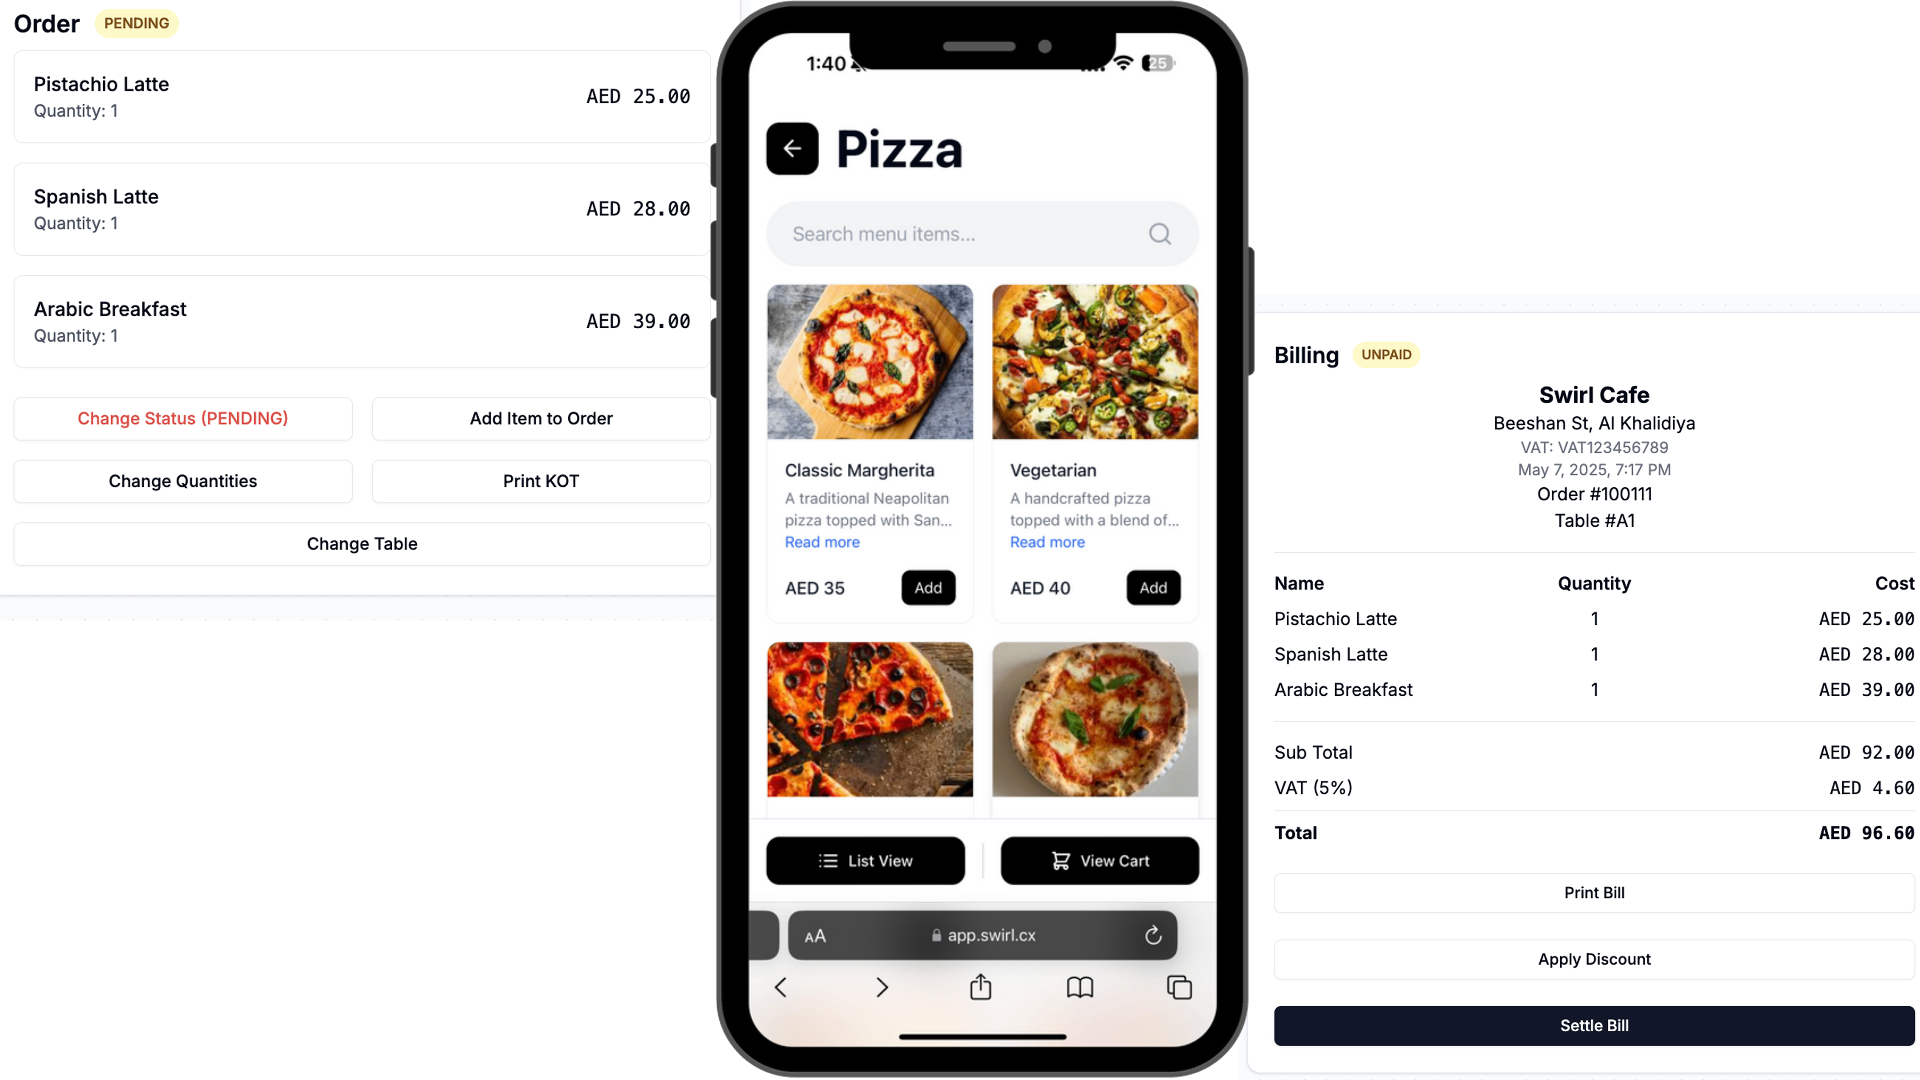 Order PENDING
Pistachio Latte
Quantity: 1
AED 25.00
Spanish Latte
Quantity: 1
AED 28.00
Arabic Breakfast
Quantity: 1
AED 39.00
Change Status (PENDING)
Add Item to Order
Change Quantities
Print KOT
Change Table
1:40
25
Pizza
Search menu items...
Classic Margherita
A traditional Neapolitan
pizza topped with San...
Read more
AED 35
Add
Vegetarian
A handcrafted pizza
topped with a blend of...
Read more
AED 40
Add
List View
View Cart
AA
app.swirl.cx
Billing UNPAID
Swirl Cafe
Beeshan St, Al Khalidiya
VAT: VAT123456789
May 7, 2025, 7:17 PM
Order #100111
Table #A1
Name Quantity Cost
Pistachio Latte 1 AED 25.00
Spanish Latte 1 AED 28.00
Arabic Breakfast 1 AED 39.00
Sub Total AED 92.00
VAT (5%) AED 4.60
Total AED 96.60
Print Bill
Apply Discount
Settle Bill